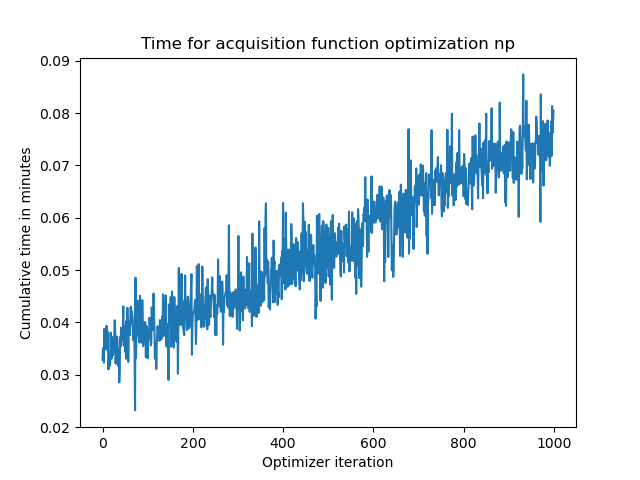 Time for acquisition function optimization np
0.09
0.08
0.07
0.06
0.05
0.04
0.03
0.02
Cumulative time in minutes
0 200 400 600 800 1000
Optimizer iteration